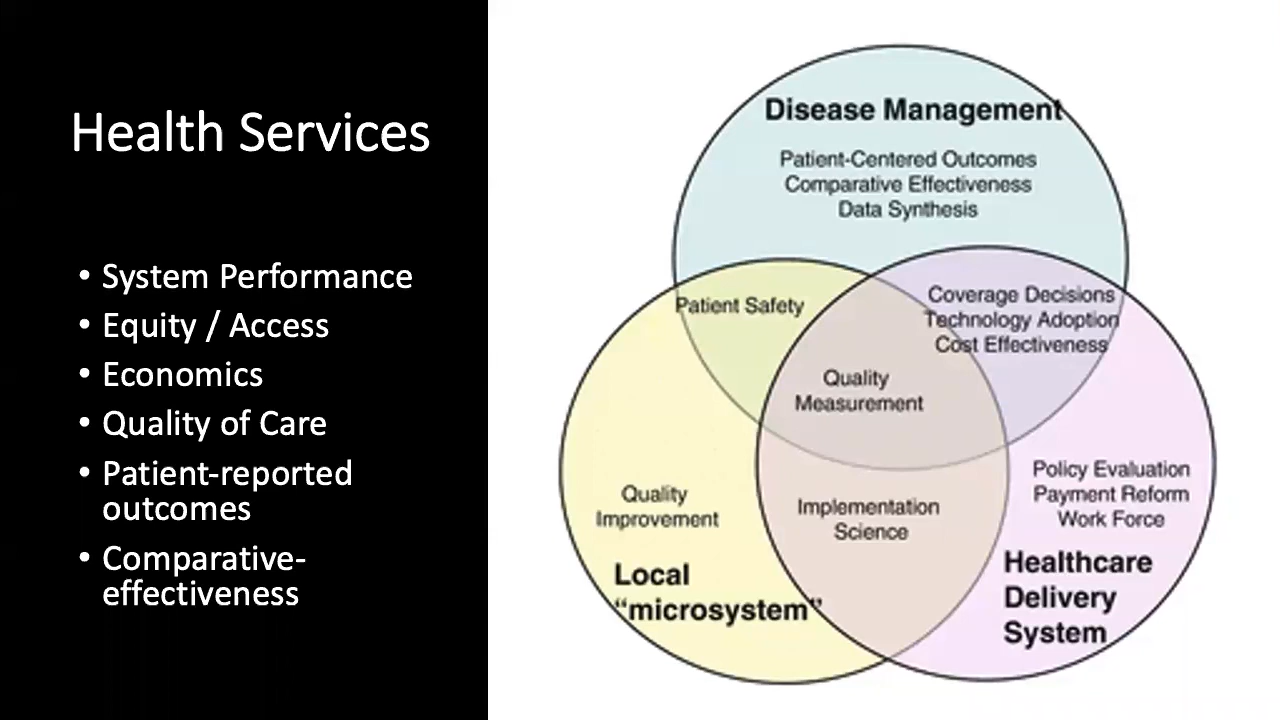 Health Services
• System Performance
• Equity / Access
• Economics
• Quality of Care
• Patient-reported
outcomes
• Comparative-
effectiveness
Disease Management
Patient-Centered Outcomes
Comparative Effectiveness
Data Synthesis
Patient Safety
Coverage Decisions
Technology Adoption
Cost Effectiveness
Quality
Measurement
Policy Evaluation
Payment Reform
Work Force
Quality
Improvement
Implementation
Science
Local
“microsystem”
Healthcare
Delivery
System